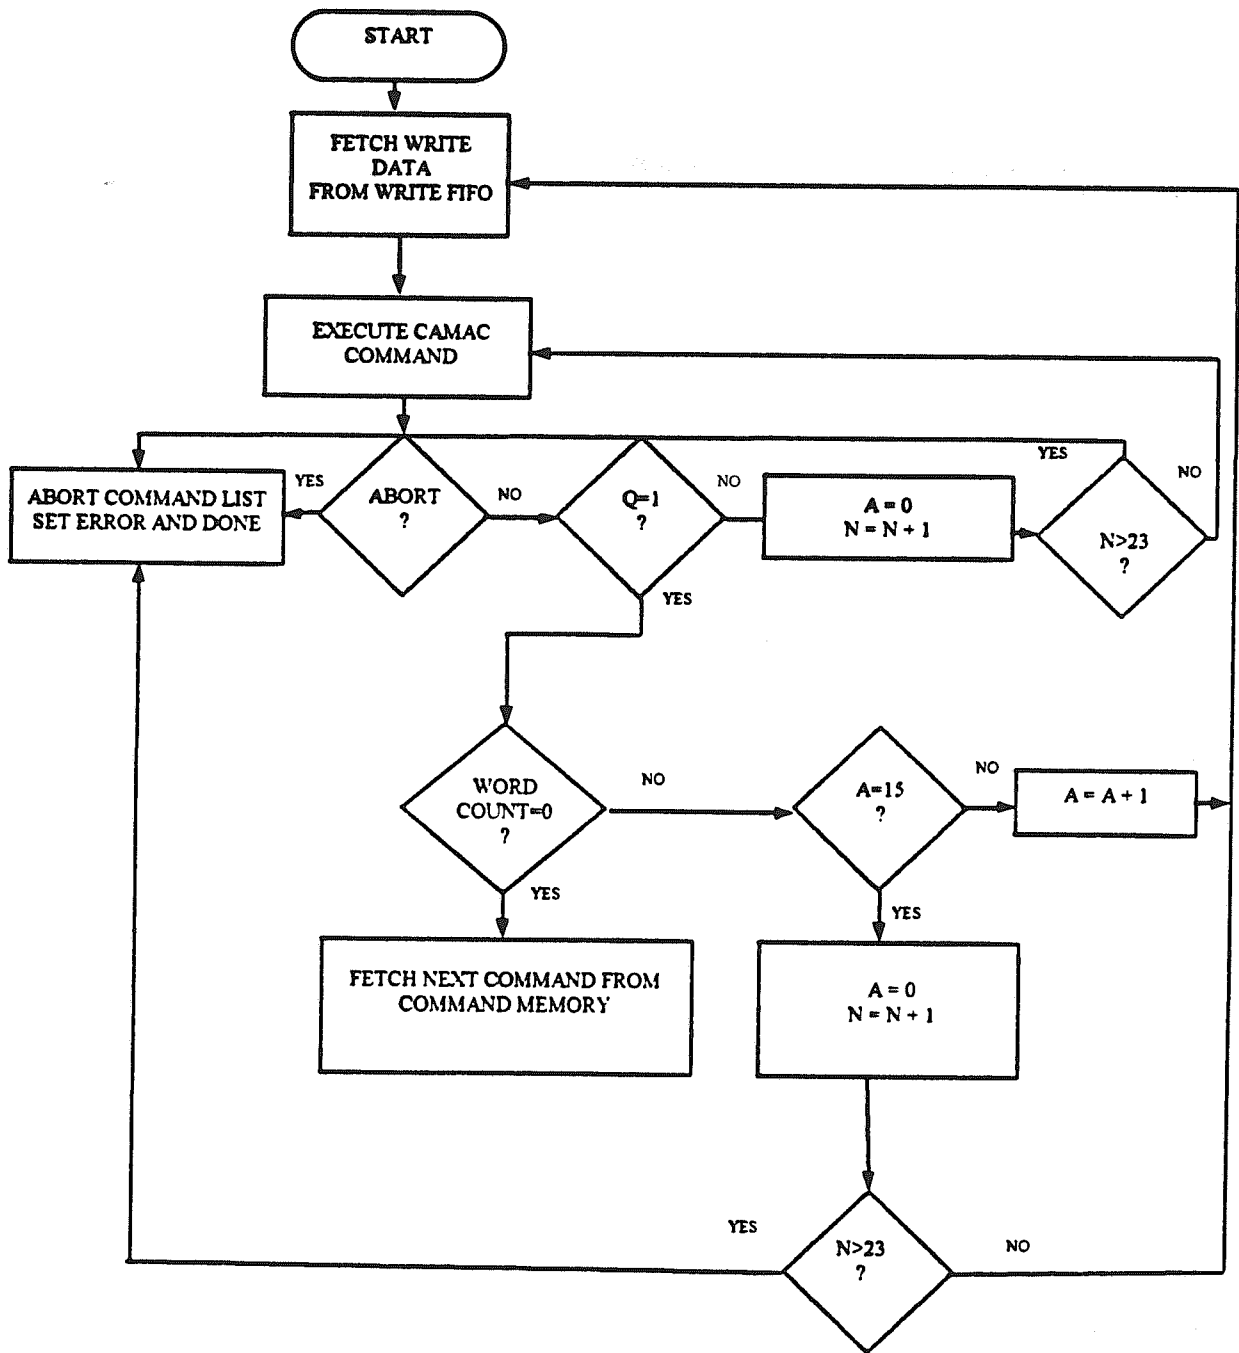 START
FETCH WRITE
DATA
FROM WRITE FIFO
EXECUTE CAMAC
COMMAND
ABORT COMMAND LIST
SET ERROR AND DONE
YES
ABORT
?
NO
Q=1
?
NO
A = 0
N = N + 1
YES
N>23
?
NO
YES
WORD
COUNT=0
?
NO
A=15
?
NO
A = A + 1
YES
YES
FETCH NEXT COMMAND FROM
COMMAND MEMORY
A = 0
N = N + 1
YES
N>23
?
NO